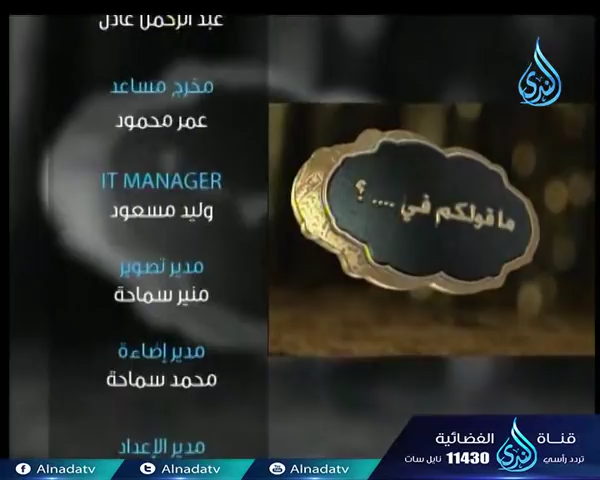 عبد الرحمن عادل
مخرج مساعد
عمر محمود
IT MANAGER
وليد مسعود
مدير تصوير
منير سماحة
مدير إضاءة
محمد سماحة
مدير الإعداد
الندى
ما قولكم في .... ؟
قناة الندى الفضائية
تردد رأسي 11430 نايل سات
Alnadatv
Alnadatv
Alnadatv